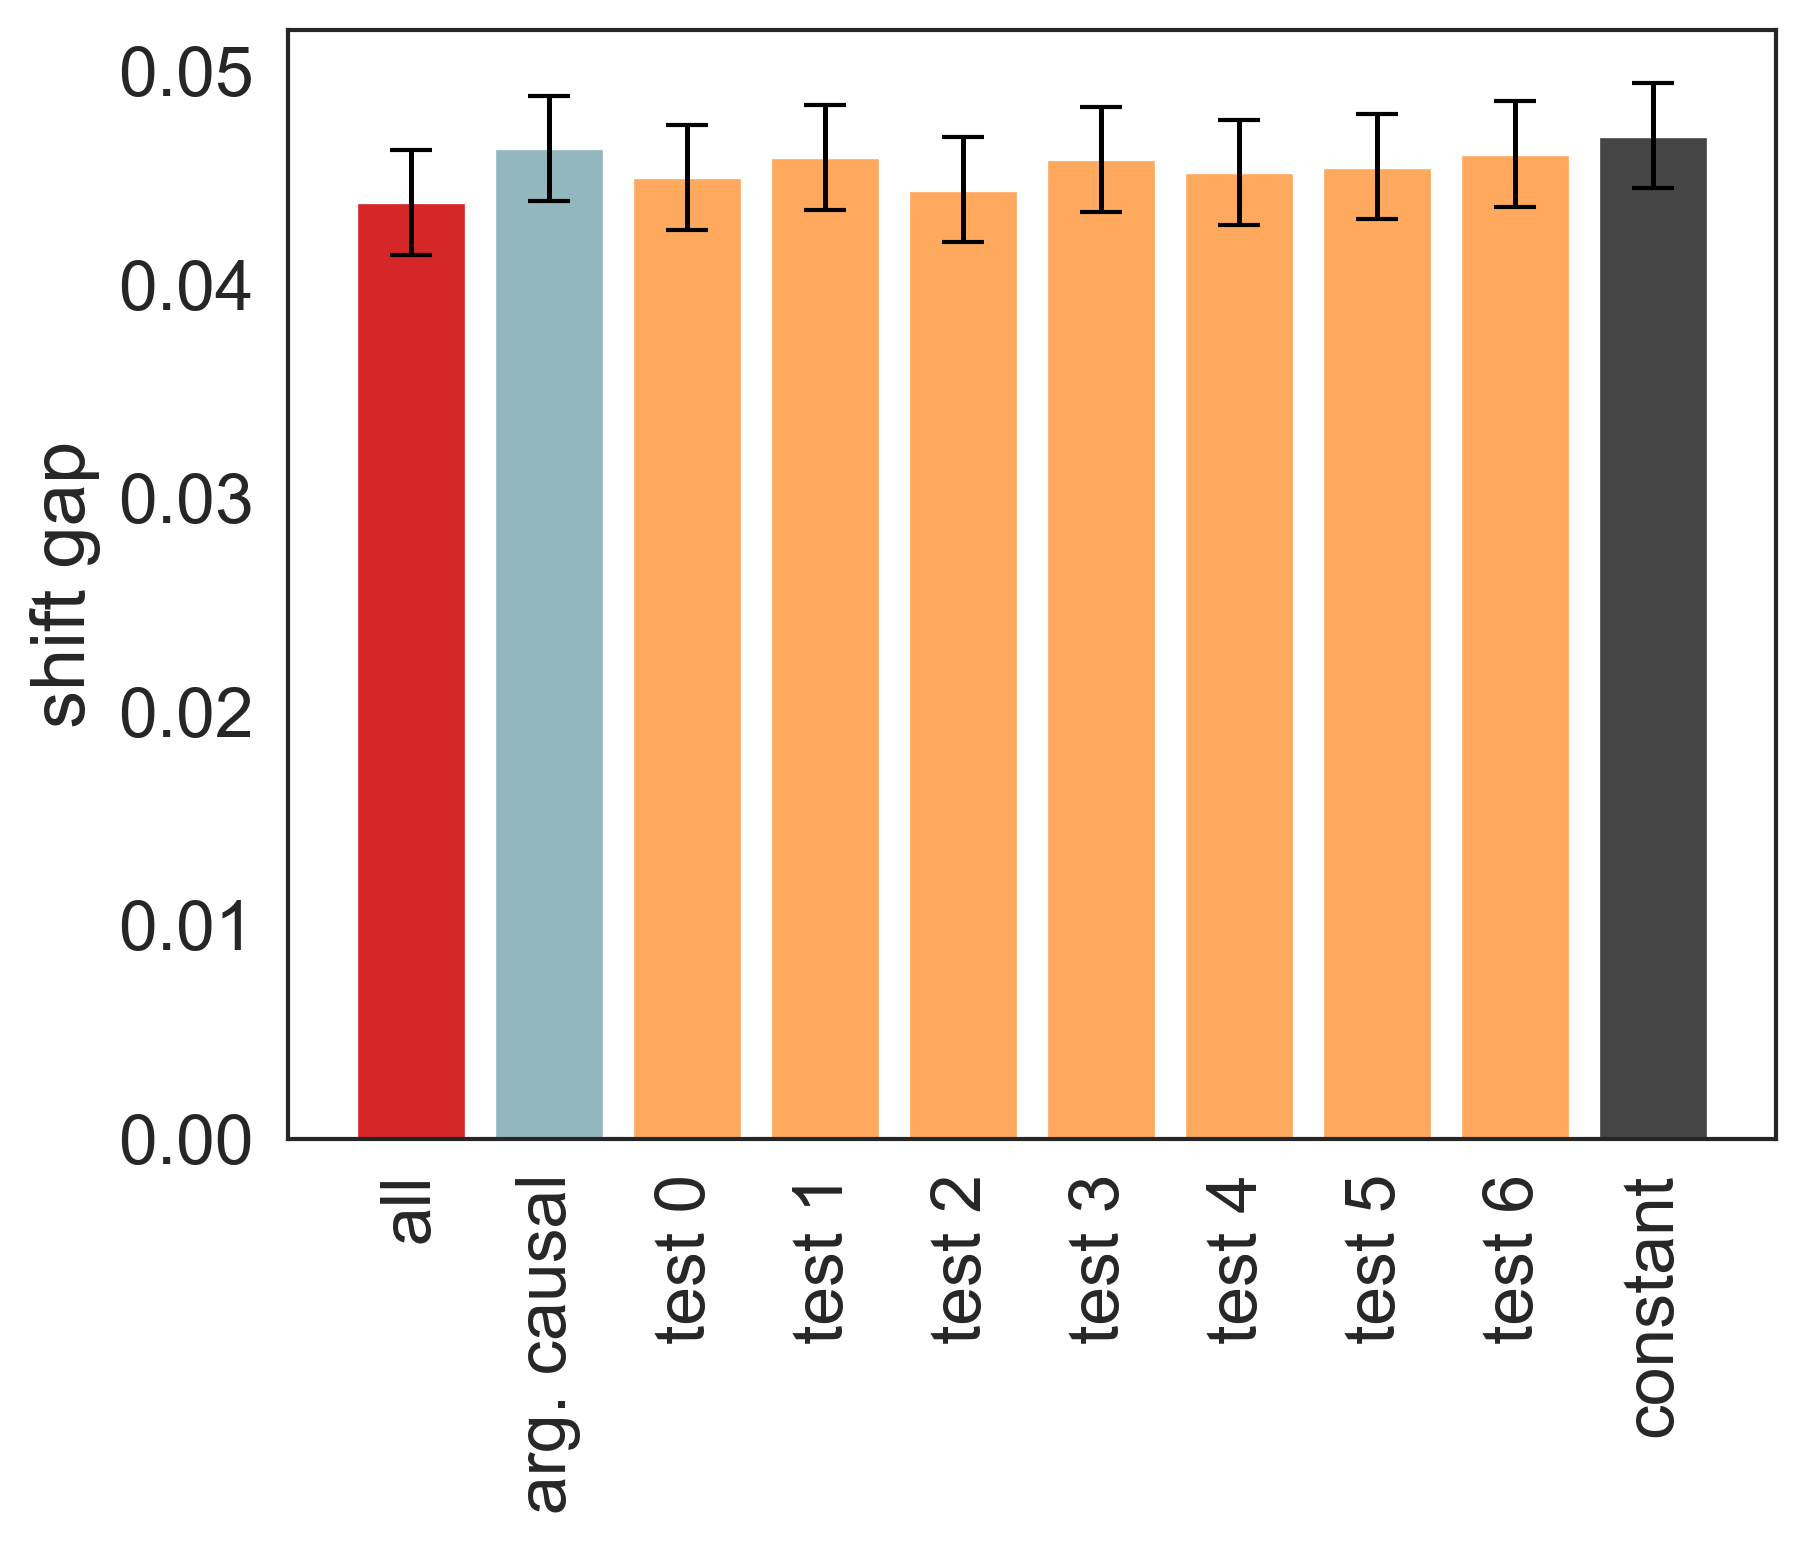 shift gap
0.05
0.04
0.03
0.02
0.01
0.00
all
arg. causal
test 0
test 1
test 2
test 3
test 4
test 5
test 6
constant